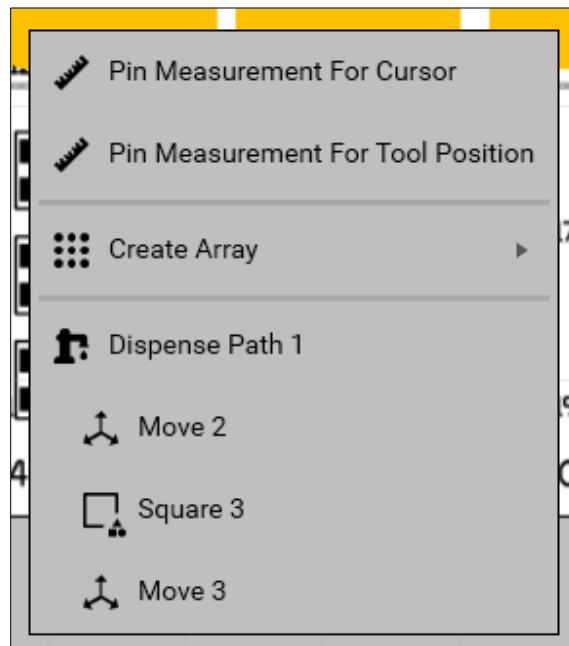 Pin Measurement For Cursor
Pin Measurement For Tool Position
Create Array
Dispense Path 1
Move 2
Square 3
Move 3
4